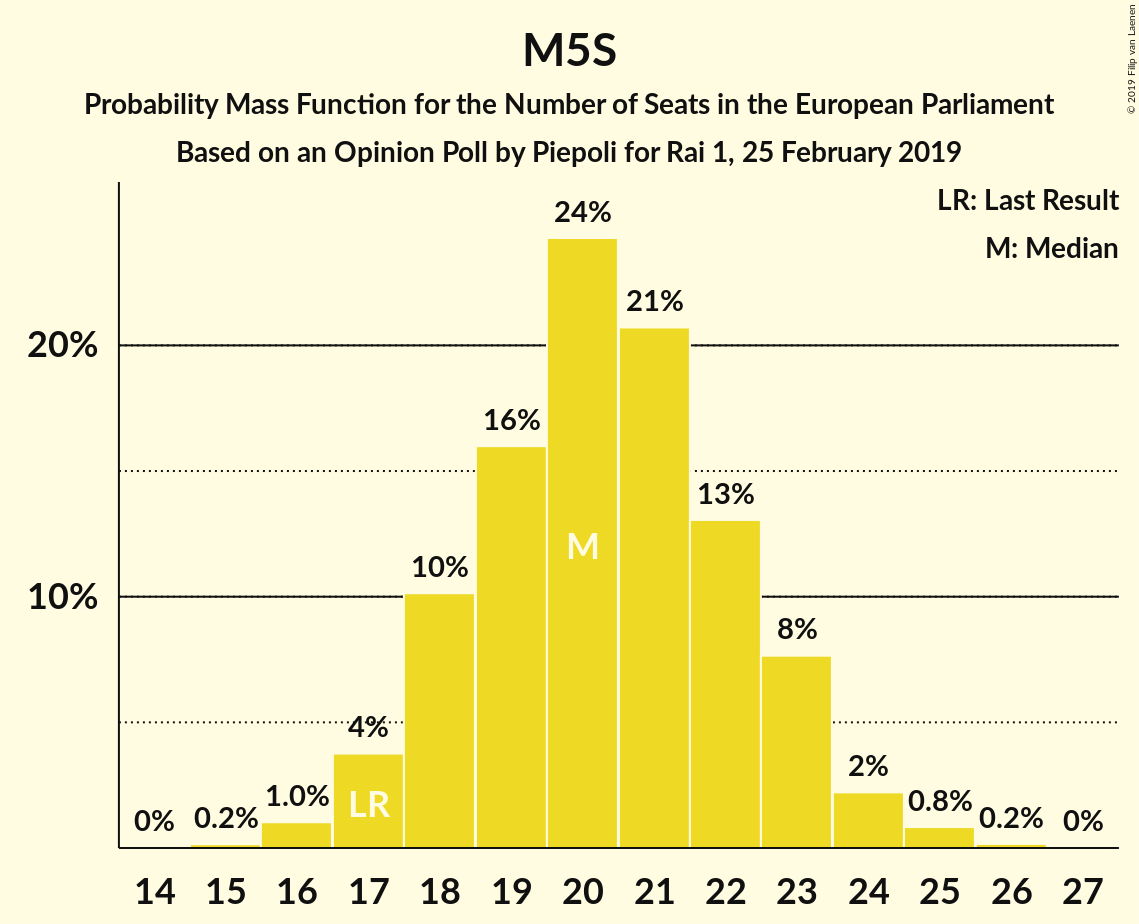 M5S
Probability Mass Function for the Number of Seats in the European Parliament
Based on an Opinion Poll by Piepoli for Rai 1, 25 February 2019
© 2019 Filip van Laenen
LR: Last Result
M: Median
20%
10%
0%
0.2%
1.0%
4%
10%
16%
24%
21%
13%
8%
2%
0.8%
0.2%
0%
LR
M
14 15 16 17 18 19 20 21 22 23 24 25 26 27